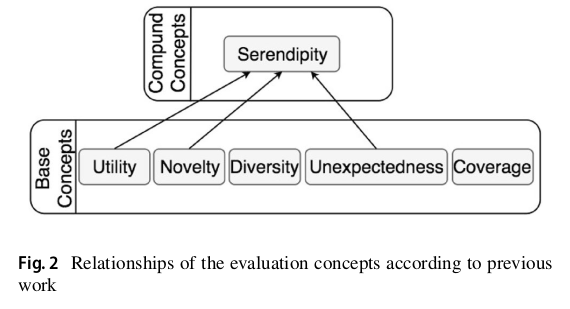 Compund
Concepts
Serendipity
Base
Concepts
Utility Novelty Diversity Unexpectedness Coverage
Fig. 2 Relationships of the evaluation concepts according to previous
work